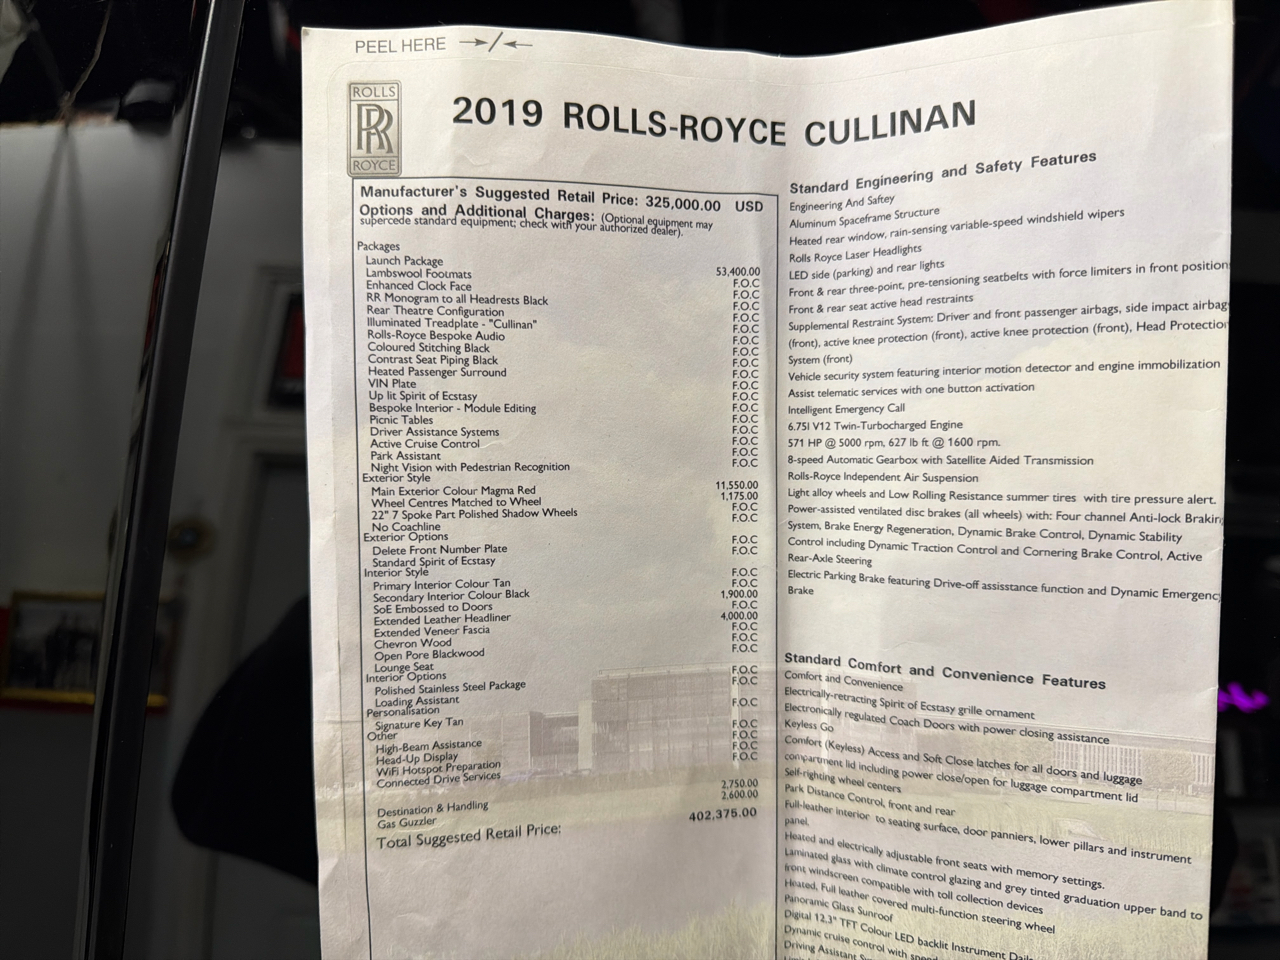 PEEL HERE
ROLLS
RR
ROYCE
2019 ROLLS-ROYCE CULLINAN
Manufacturer's Suggested Retail Price: 325,000.00 USD
Options and Additional Charges: (Optional equipment may
supercede standard equipment; check with your authorized dealer).
Packages
Launch Package 53,400.00
Lambswool Footmats F.O.C
Enhanced Clock Face F.O.C
RR Monogram to all Headrests Black F.O.C
Rear Theatre Configuration F.O.C
Illuminated Treadplate - "Cullinan" F.O.C
Rolls-Royce Bespoke Audio F.O.C
Coloured Stitching Black F.O.C
Contrast Seat Piping Black F.O.C
Heated Passenger Surround F.O.C
VIN Plate F.O.C
Up lit Spirit of Ecstasy F.O.C
Bespoke Interior - Module Editing F.O.C
Picnic Tables F.O.C
Driver Assistance Systems F.O.C
Active Cruise Control F.O.C
Park Assistant F.O.C
Night Vision with Pedestrian Recognition F.O.C
Exterior Style
Main Exterior Colour Magma Red 11,550.00
Wheel Centres Matched to Wheel 1,175.00
22" 7 Spoke Part Polished Shadow Wheels F.O.C
No Coachline F.O.C
Exterior Options
Delete Front Number Plate F.O.C
Standard Spirit of Ecstasy F.O.C
Interior Style
Primary Interior Colour Tan F.O.C
Secondary Interior Colour Black F.O.C
SoE Embossed to Doors 1,900.00
Extended Leather Headliner F.O.C
Extended Veneer Fascia 4,000.00
Chevron Wood F.O.C
Open Pore Blackwood F.O.C
Lounge Seat F.O.C
Interior Options
Polished Stainless Steel Package F.O.C
Loading Assistant F.O.C
Personalisation
Signature Key Tan F.O.C
Other
High-Beam Assistance F.O.C
Head-Up Display F.O.C
WiFi Hotspot Preparation F.O.C
Connected Drive Services F.O.C
Destination & Handling 2,750.00
Gas Guzzler 2,600.00
Total Suggested Retail Price: 402,375.00
Standard Engineering and Safety Features
Engineering And Saftey
Aluminum Spaceframe Structure
Heated rear window, rain-sensing variable-speed windshield wipers
Rolls Royce Laser Headlights
LED side (parking) and rear lights
Front & rear three-point, pre-tensioning seatbelts with force limiters in front position
Front & rear seat active head restraints
Supplemental Restraint System: Driver and front passenger airbags, side impact airbag
(front), active knee protection (front), active knee protection (front), Head Protection
System (front)
Vehicle security system featuring interior motion detector and engine immobilization
Assist telematic services with one button activation
Intelligent Emergency Call
6.75l V12 Twin-Turbocharged Engine
571 HP @ 5000 rpm, 627 lb ft @ 1600 rpm.
8-speed Automatic Gearbox with Satellite Aided Transmission
Rolls-Royce Independent Air Suspension
Light alloy wheels and Low Rolling Resistance summer tires with tire pressure alert.
Power-assisted ventilated disc brakes (all wheels) with: Four channel Anti-lock Braking
System, Brake Energy Regeneration, Dynamic Brake Control, Dynamic Stability
Control including Dynamic Traction Control and Cornering Brake Control, Active
Rear-Axle Steering
Electric Parking Brake featuring Drive-off assisstance function and Dynamic Emergenc
Brake
Standard Comfort and Convenience Features
Comfort and Convenience
Electrically-retracting Spirit of Ecstasy grille ornament
Electronically regulated Coach Doors with power closing assistance
Keyless Go
Comfort (Keyless) Access and Soft Close latches for all doors and luggage
compartment lid including power close/open for luggage compartment lid
Self-righting wheel centers
Park Distance Control, front and rear
Full-leather interior to seating surface, door panniers, lower pillars and instrument
panel.
Heated and electrically adjustable front seats with memory settings.
Laminated glass with climate control glazing and grey tinted graduation upper band to
front windscreen compatible with toll collection devices
Heated, Full leather covered multi-function steering wheel
Panoramic Glass Sunroof
Digital 12.3" TFT Colour LED backlit Instrument
Dynamic cruise control with
Driving Assistant